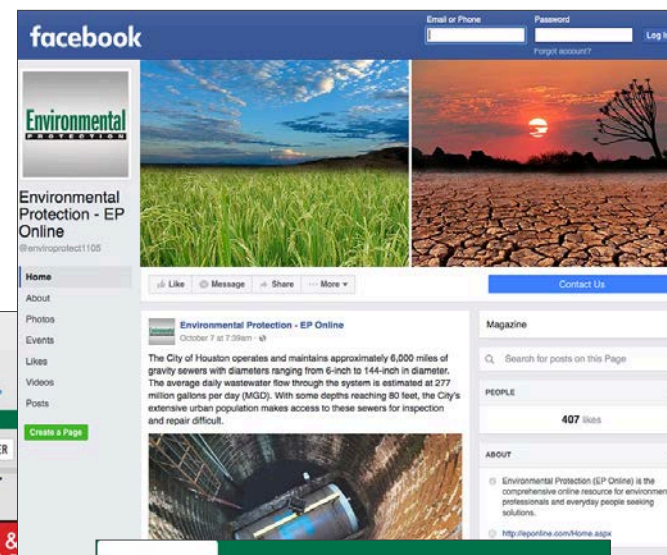 Email or Phone
Password
facebook
Log In
Forgot account?
Environmental
PROTECTION
Environmental
Protection - EP
Online
@enviroprotect1105
Home
About
Photos
Events
Likes
Videos
Posts
Create a Page
Like
Message
Share
More
Contact Us
Environmental Protection - EP Online
October 7 at 7:39am
The City of Houston operates and maintains approximately 6,000 miles of
gravity sewers with diameters ranging from 6-inch to 144-inch in diameter.
The average daily wastewater flow through the system is estimated at 277
million gallons per day (MGD). With some depths reaching 80 feet, the City's
extensive urban population makes access to these sewers for inspection
and repair difficult.
Magazine
Search for posts on this Page
PEOPLE
407 likes
ABOUT
Environmental Protection (EP Online) is the
comprehensive online resource for environmen
professionals and everyday people seeking
solutions.
http://eponline.com/Home.aspx
ER
&